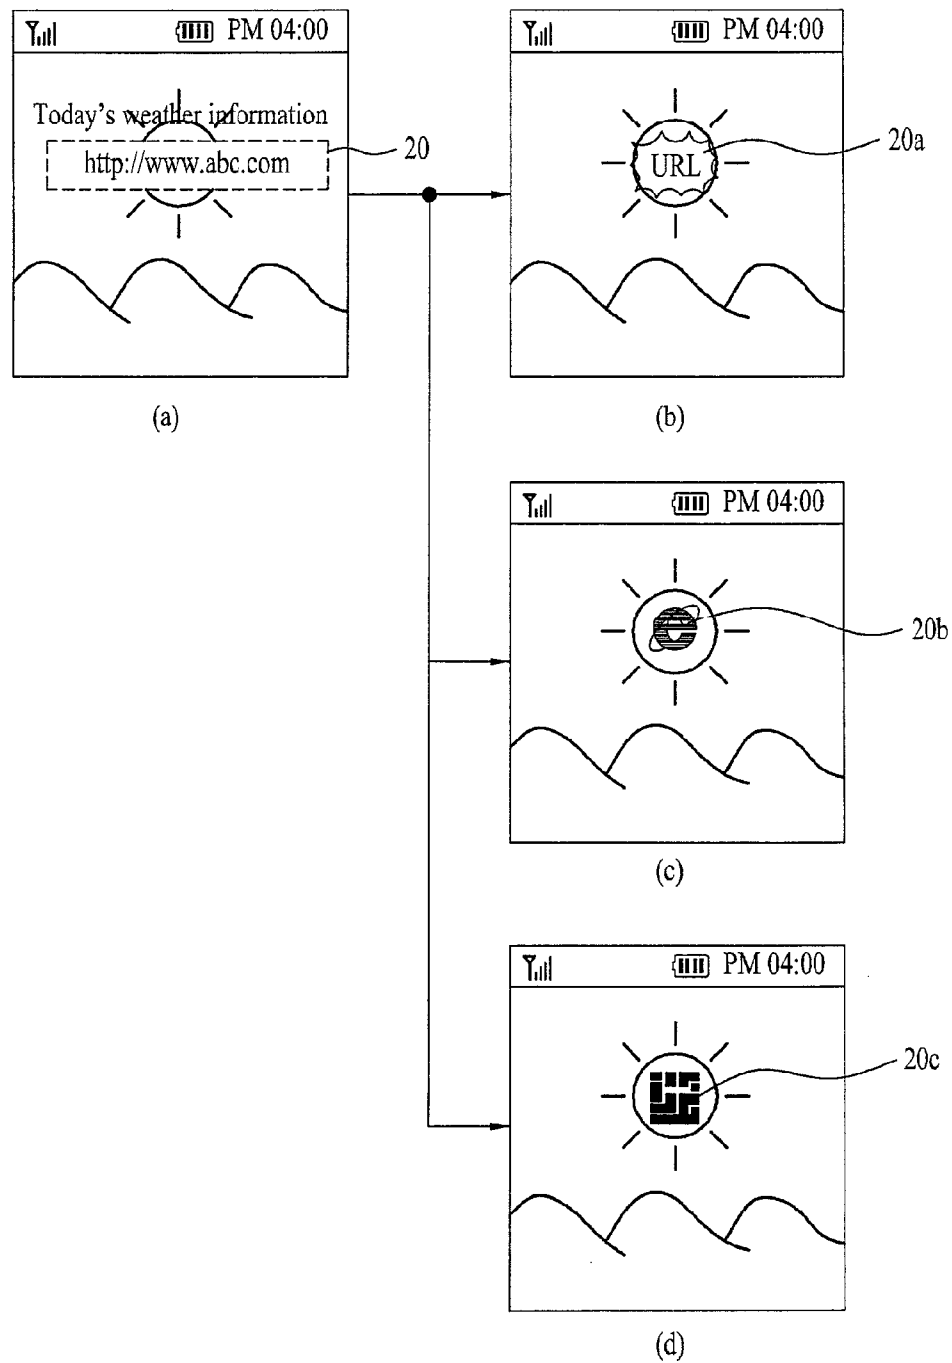 PM 04:00
PM 04:00
Today's weather information
http://www.abc.com
20
URL
20a
(a)
(b)
PM 04:00
20b
(c)
PM 04:00
20c
(d)